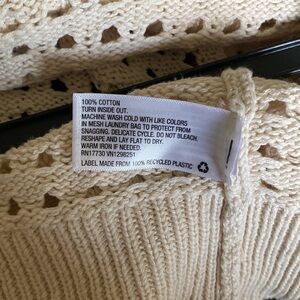 100% COTTON
TURN INSIDE OUT.
MACHINE WASH COLD WITH LIKE COLORS
IN MESH LAUNDRY BAG TO PROTECT FROM
SNAGGING. DELICATE CYCLE. DO NOT BLEACH.
RESHAPE AND LAY FLAT TO DRY.
WARM IRON IF NEEDED.
RN17730 VN1298251
LABEL MADE FROM 100% RECYCLED PLASTIC